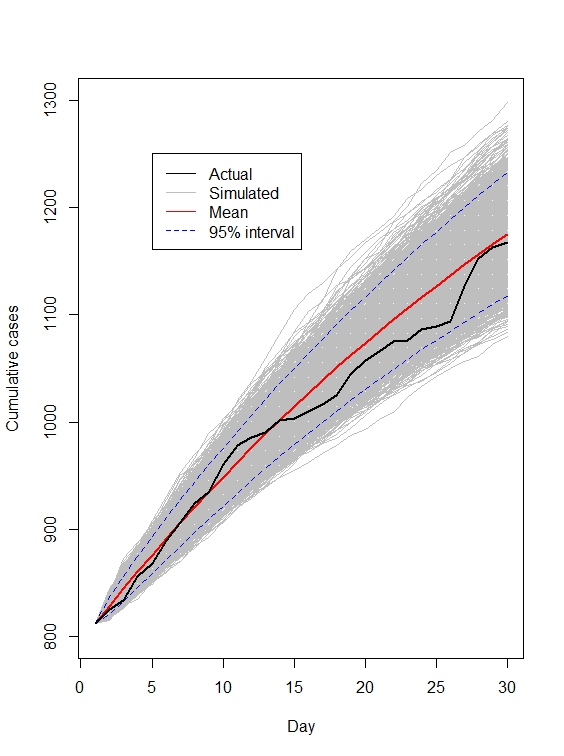 Cumulative cases
1300
1200
1100
1000
900
800
Actual
Simulated
Mean
95% interval
0 5 10 15 20 25 30
Day